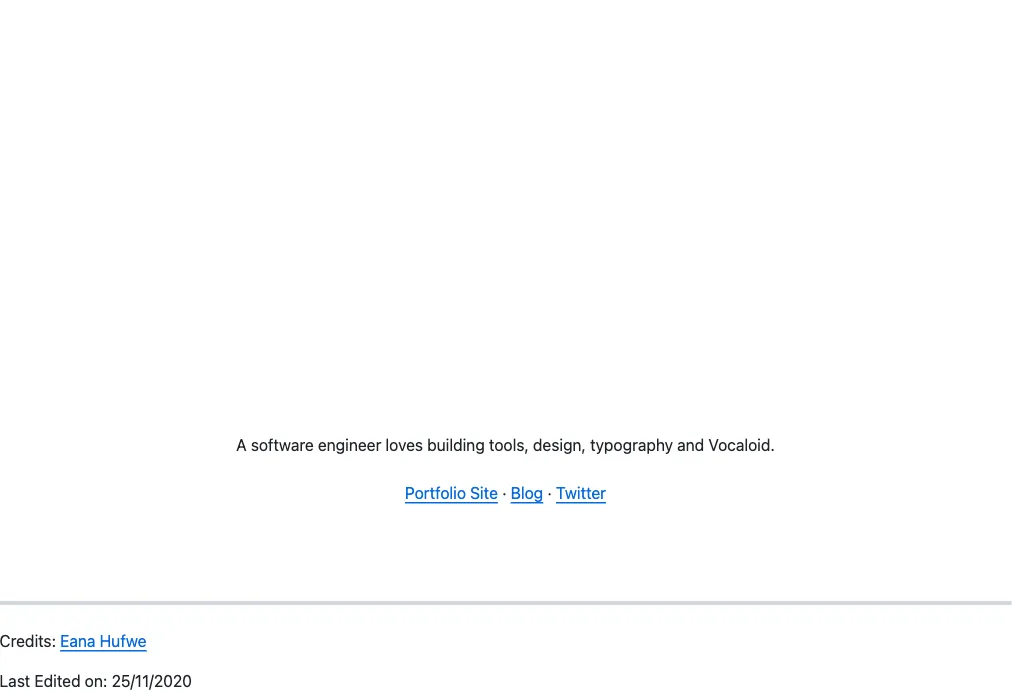 A software engineer loves building tools, design, typography and Vocaloid.
Portfolio Site · Blog · Twitter
Credits: Eana Hufwe
Last Edited on: 25/11/2020